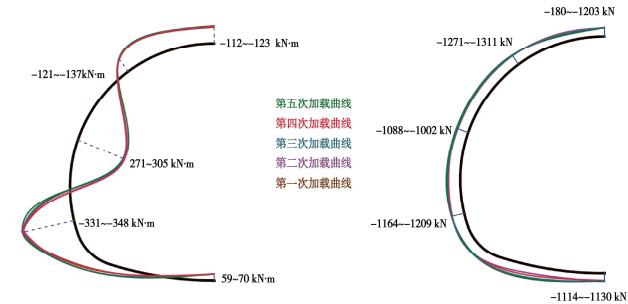 -112~-123 kN·m
-121~-137kN·m
271~305 kN·m
-331~-348 kN·m
59~70 kN·m
第五次加载曲线
第四次加载曲线
第三次加载曲线
第二次加载曲线
第一次加载曲线
-180~-1203 kN
-1271~-1311 kN
-1088~-1002 kN
-1164~-1209 kN
-1114~-1130 kN